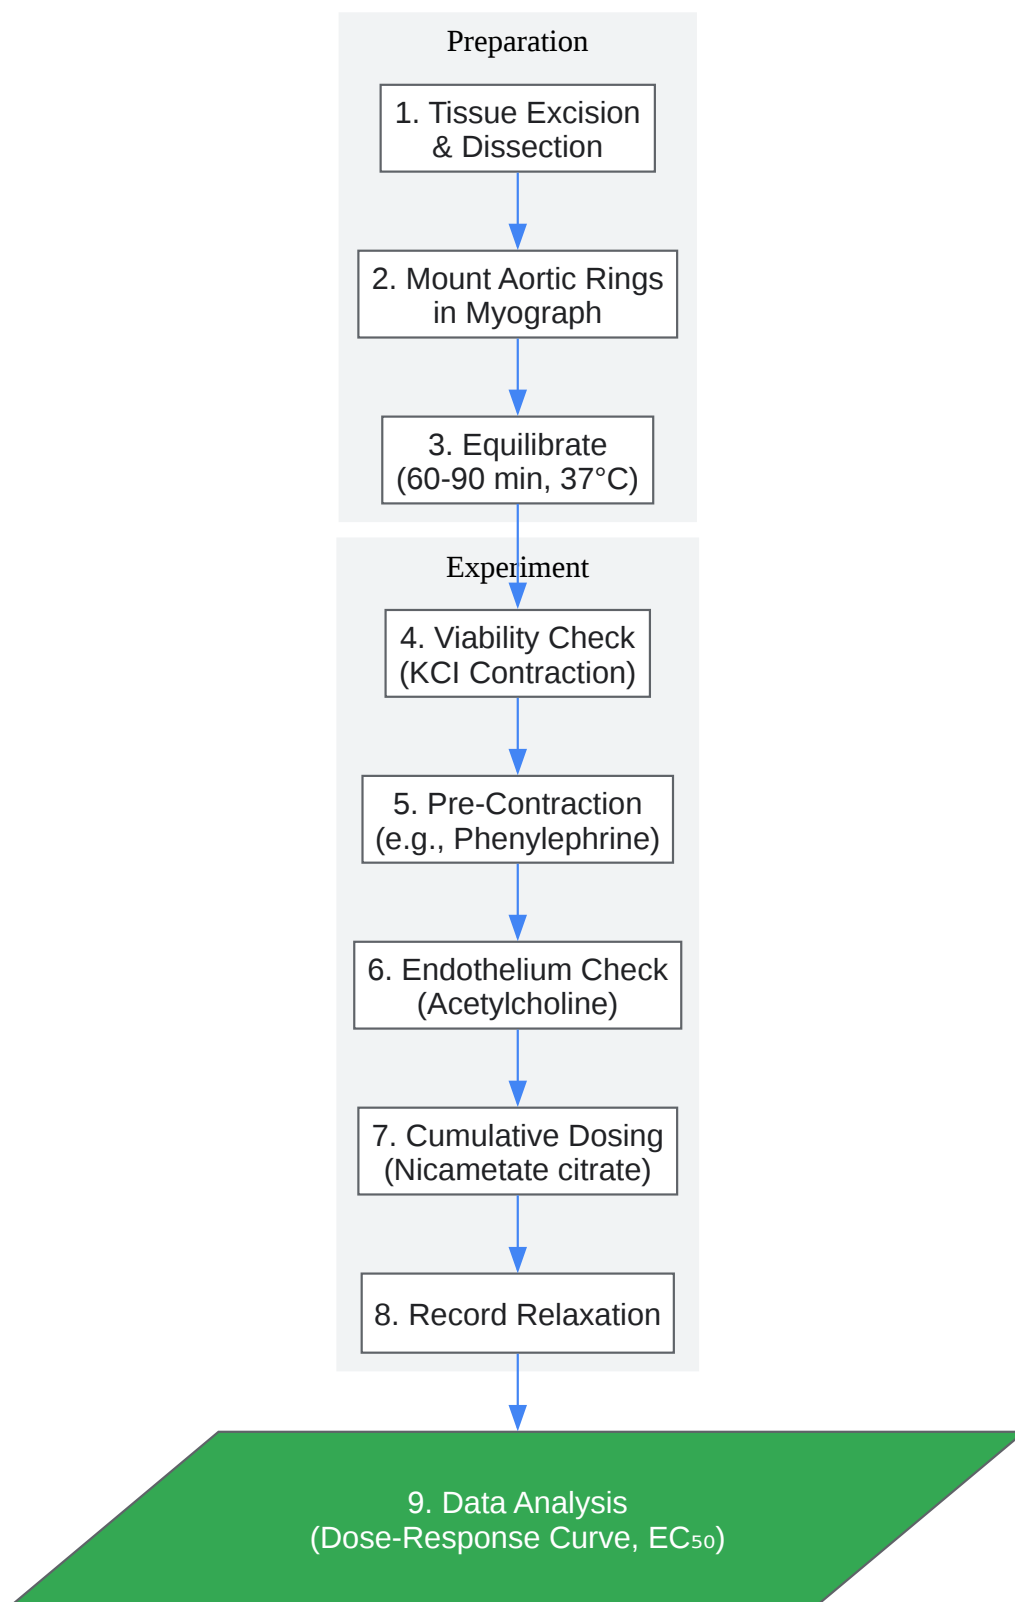 Preparation
1. Tissue Excision
& Dissection
2. Mount Aortic Rings
in Myograph
3. Equilibrate
(60-90 min, 37°C)
Experiment
4. Viability Check
(KCl Contraction)
5. Pre-Contraction
(e.g., Phenylephrine)
6. Endothelium Check
(Acetylcholine)
7. Cumulative Dosing
(Nicametate citrate)
8. Record Relaxation
9. Data Analysis
(Dose-Response Curve, EC₅₀)